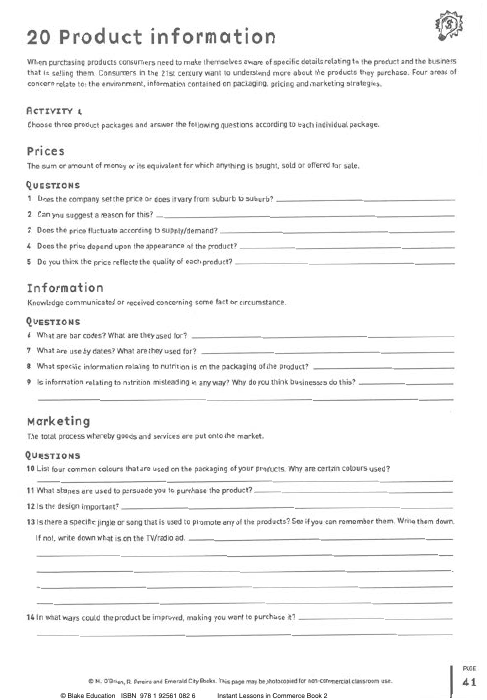 20 Product information
When purchasing products consumers need to make themselves aware of specific details relating to the product and the business
that is selling them. Consumers in the 21st century want to understand more about the products they purchase. Four areas of
concern relate to: the environment, information contained on packaging, pricing and marketing strategies.
ACTIVITY 1
Choose three product packages and answer the following questions according to each individual package.
Prices
The sum or amount of money or its equivalent for which anything is bought, sold or offered for sale.
QUESTIONS
1 Does the company set the price or does it vary from suburb to suburb?
2 Can you suggest a reason for this?
3 Does the price fluctuate according to supply/demand?
4 Does the price depend upon the appearance of the product?
5 Do you think the price reflects the quality of each product?
Information
Knowledge communicated or received concerning some fact or circumstance.
QUESTIONS
6 What are bar codes? What are they used for?
7 What are use by dates? What are they used for?
8 What specific information relating to nutrition is on the packaging of the product?
9 Is information relating to nutrition misleading in any way? Why do you think businesses do this?
Marketing
The total process whereby goods and services are put onto the market.
QUESTIONS
10 List four common colours that are used on the packaging of your products. Why are certain colours used?
11 What shapes are used to persuade you to purchase the product?
12 Is the design important?
13 Is there a specific jingle or song that is used to promote any of the products? See if you can remember them. Write them down.
If not, write down what is on the TV/radio ad.
14 In what ways could the product be improved, making you want to purchase it?
© M. O'Brien, R. Pereira and Emerald City Books. This page may be photocopied for non-commercial classroom use.
PAGE
41
© Blake Education ISBN 978 1 92561 082 6 Instant Lessons in Commerce Book 2